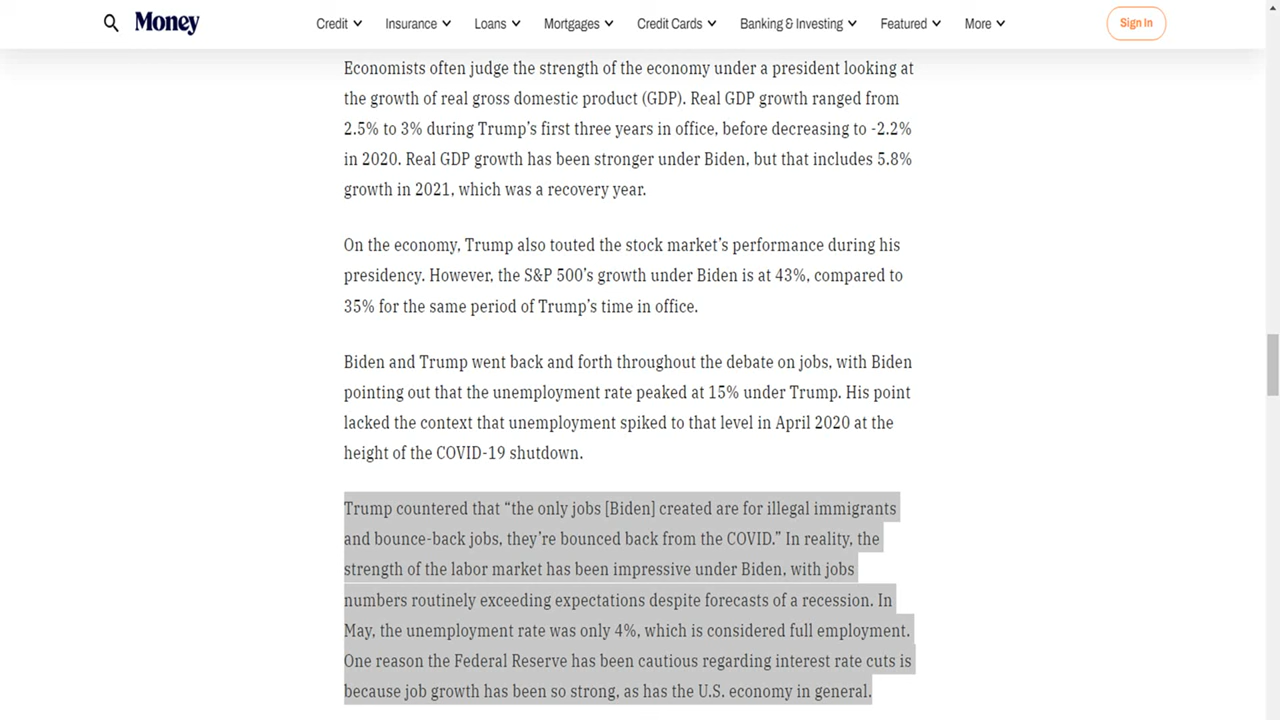 Money
Credit
Insurance
Loans
Mortgages
Credit Cards
Banking & Investing
Featured
More
Sign In
Economists often judge the strength of the economy under a president looking at
the growth of real gross domestic product (GDP). Real GDP growth ranged from
2.5% to 3% during Trump’s first three years in office, before decreasing to -2.2%
in 2020. Real GDP growth has been stronger under Biden, but that includes 5.8%
growth in 2021, which was a recovery year.
On the economy, Trump also touted the stock market’s performance during his
presidency. However, the S&P 500’s growth under Biden is at 43%, compared to
35% for the same period of Trump’s time in office.
Biden and Trump went back and forth throughout the debate on jobs, with Biden
pointing out that the unemployment rate peaked at 15% under Trump. His point
lacked the context that unemployment spiked to that level in April 2020 at the
height of the COVID-19 shutdown.
Trump countered that “the only jobs [Biden] created are for illegal immigrants
and bounce-back jobs, they’re bounced back from the COVID.” In reality, the
strength of the labor market has been impressive under Biden, with jobs
numbers routinely exceeding expectations despite forecasts of a recession. In
May, the unemployment rate was only 4%, which is considered full employment.
One reason the Federal Reserve has been cautious regarding interest rate cuts is
because job growth has been so strong, as has the U.S. economy in general.